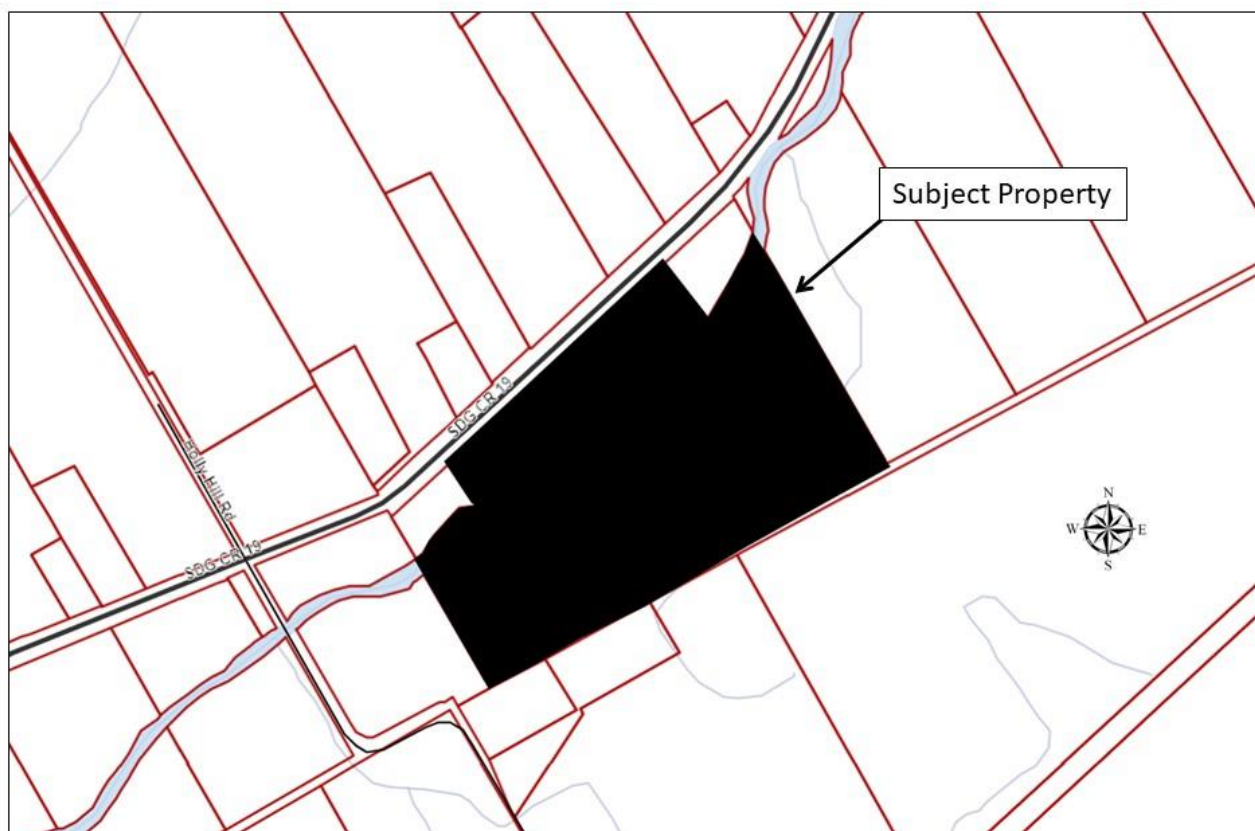 Subject Property
SDG CR 19
Holly Hill Rd
SDG CR 19
N
W E
S